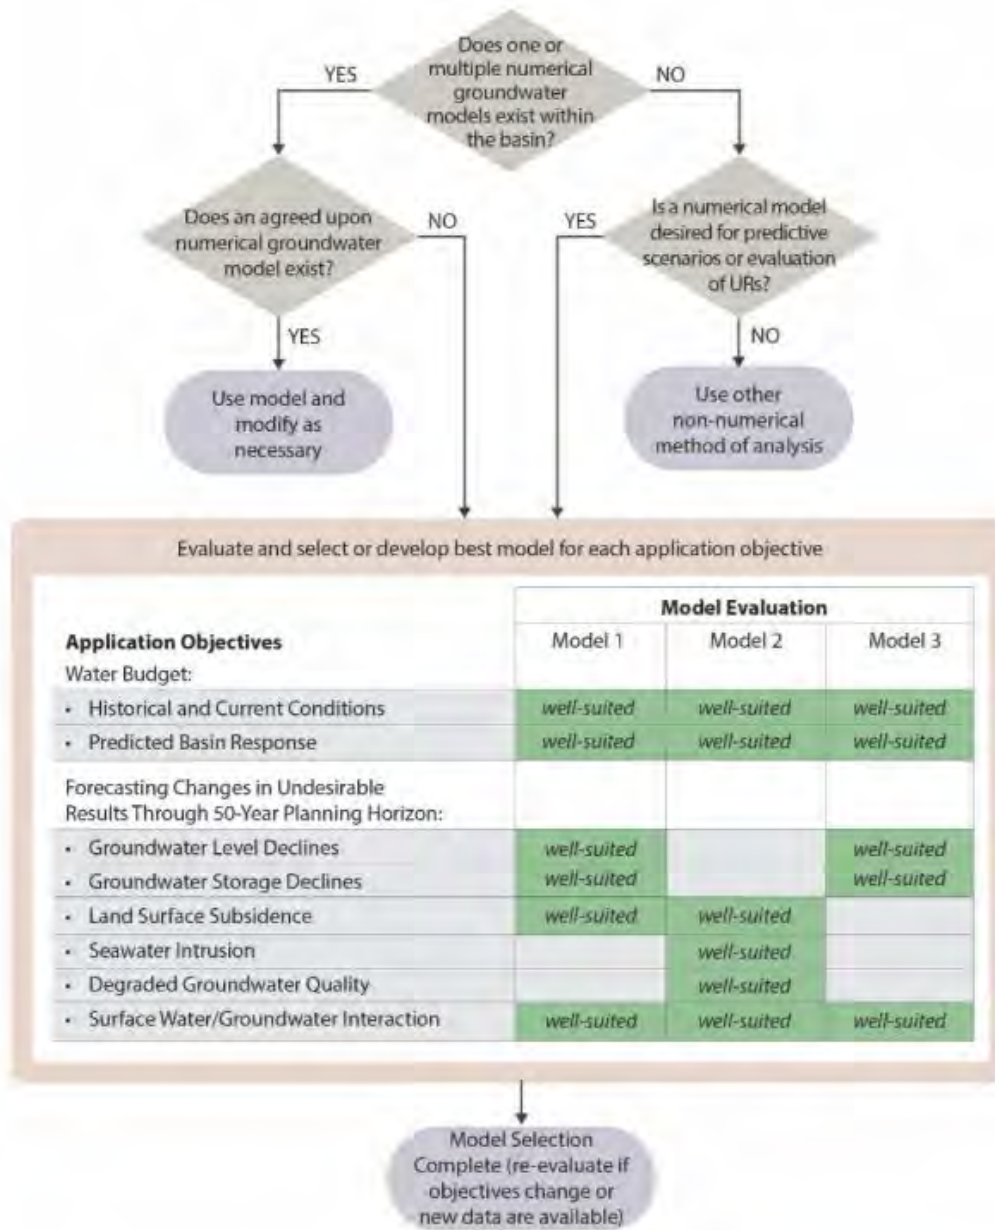 Does one or
multiple numerical
groundwater
models exist within
the basin?
YES
NO
Does an agreed upon
numerical groundwater
model exist?
NO
YES
Is a numerical model
desired for predictive
scenarios or evaluation
of URs?
YES
NO
Use model and
modify as
necessary
Use other
non-numerical
method of analysis
Evaluate and select or develop best model for each application objective
Model Evaluation
Application Objectives Model 1 Model 2 Model 3
Water Budget:
• Historical and Current Conditions well-suited well-suited well-suited
• Predicted Basin Response well-suited well-suited well-suited
Forecasting Changes in Undesirable
Results Through 50-Year Planning Horizon:
• Groundwater Level Declines well-suited well-suited
• Groundwater Storage Declines well-suited well-suited
• Land Surface Subsidence well-suited well-suited
• Seawater Intrusion well-suited
• Degraded Groundwater Quality well-suited
• Surface Water/Groundwater Interaction well-suited well-suited well-suited
Model Selection
Complete (re-evaluate if
objectives change or
new data are available)